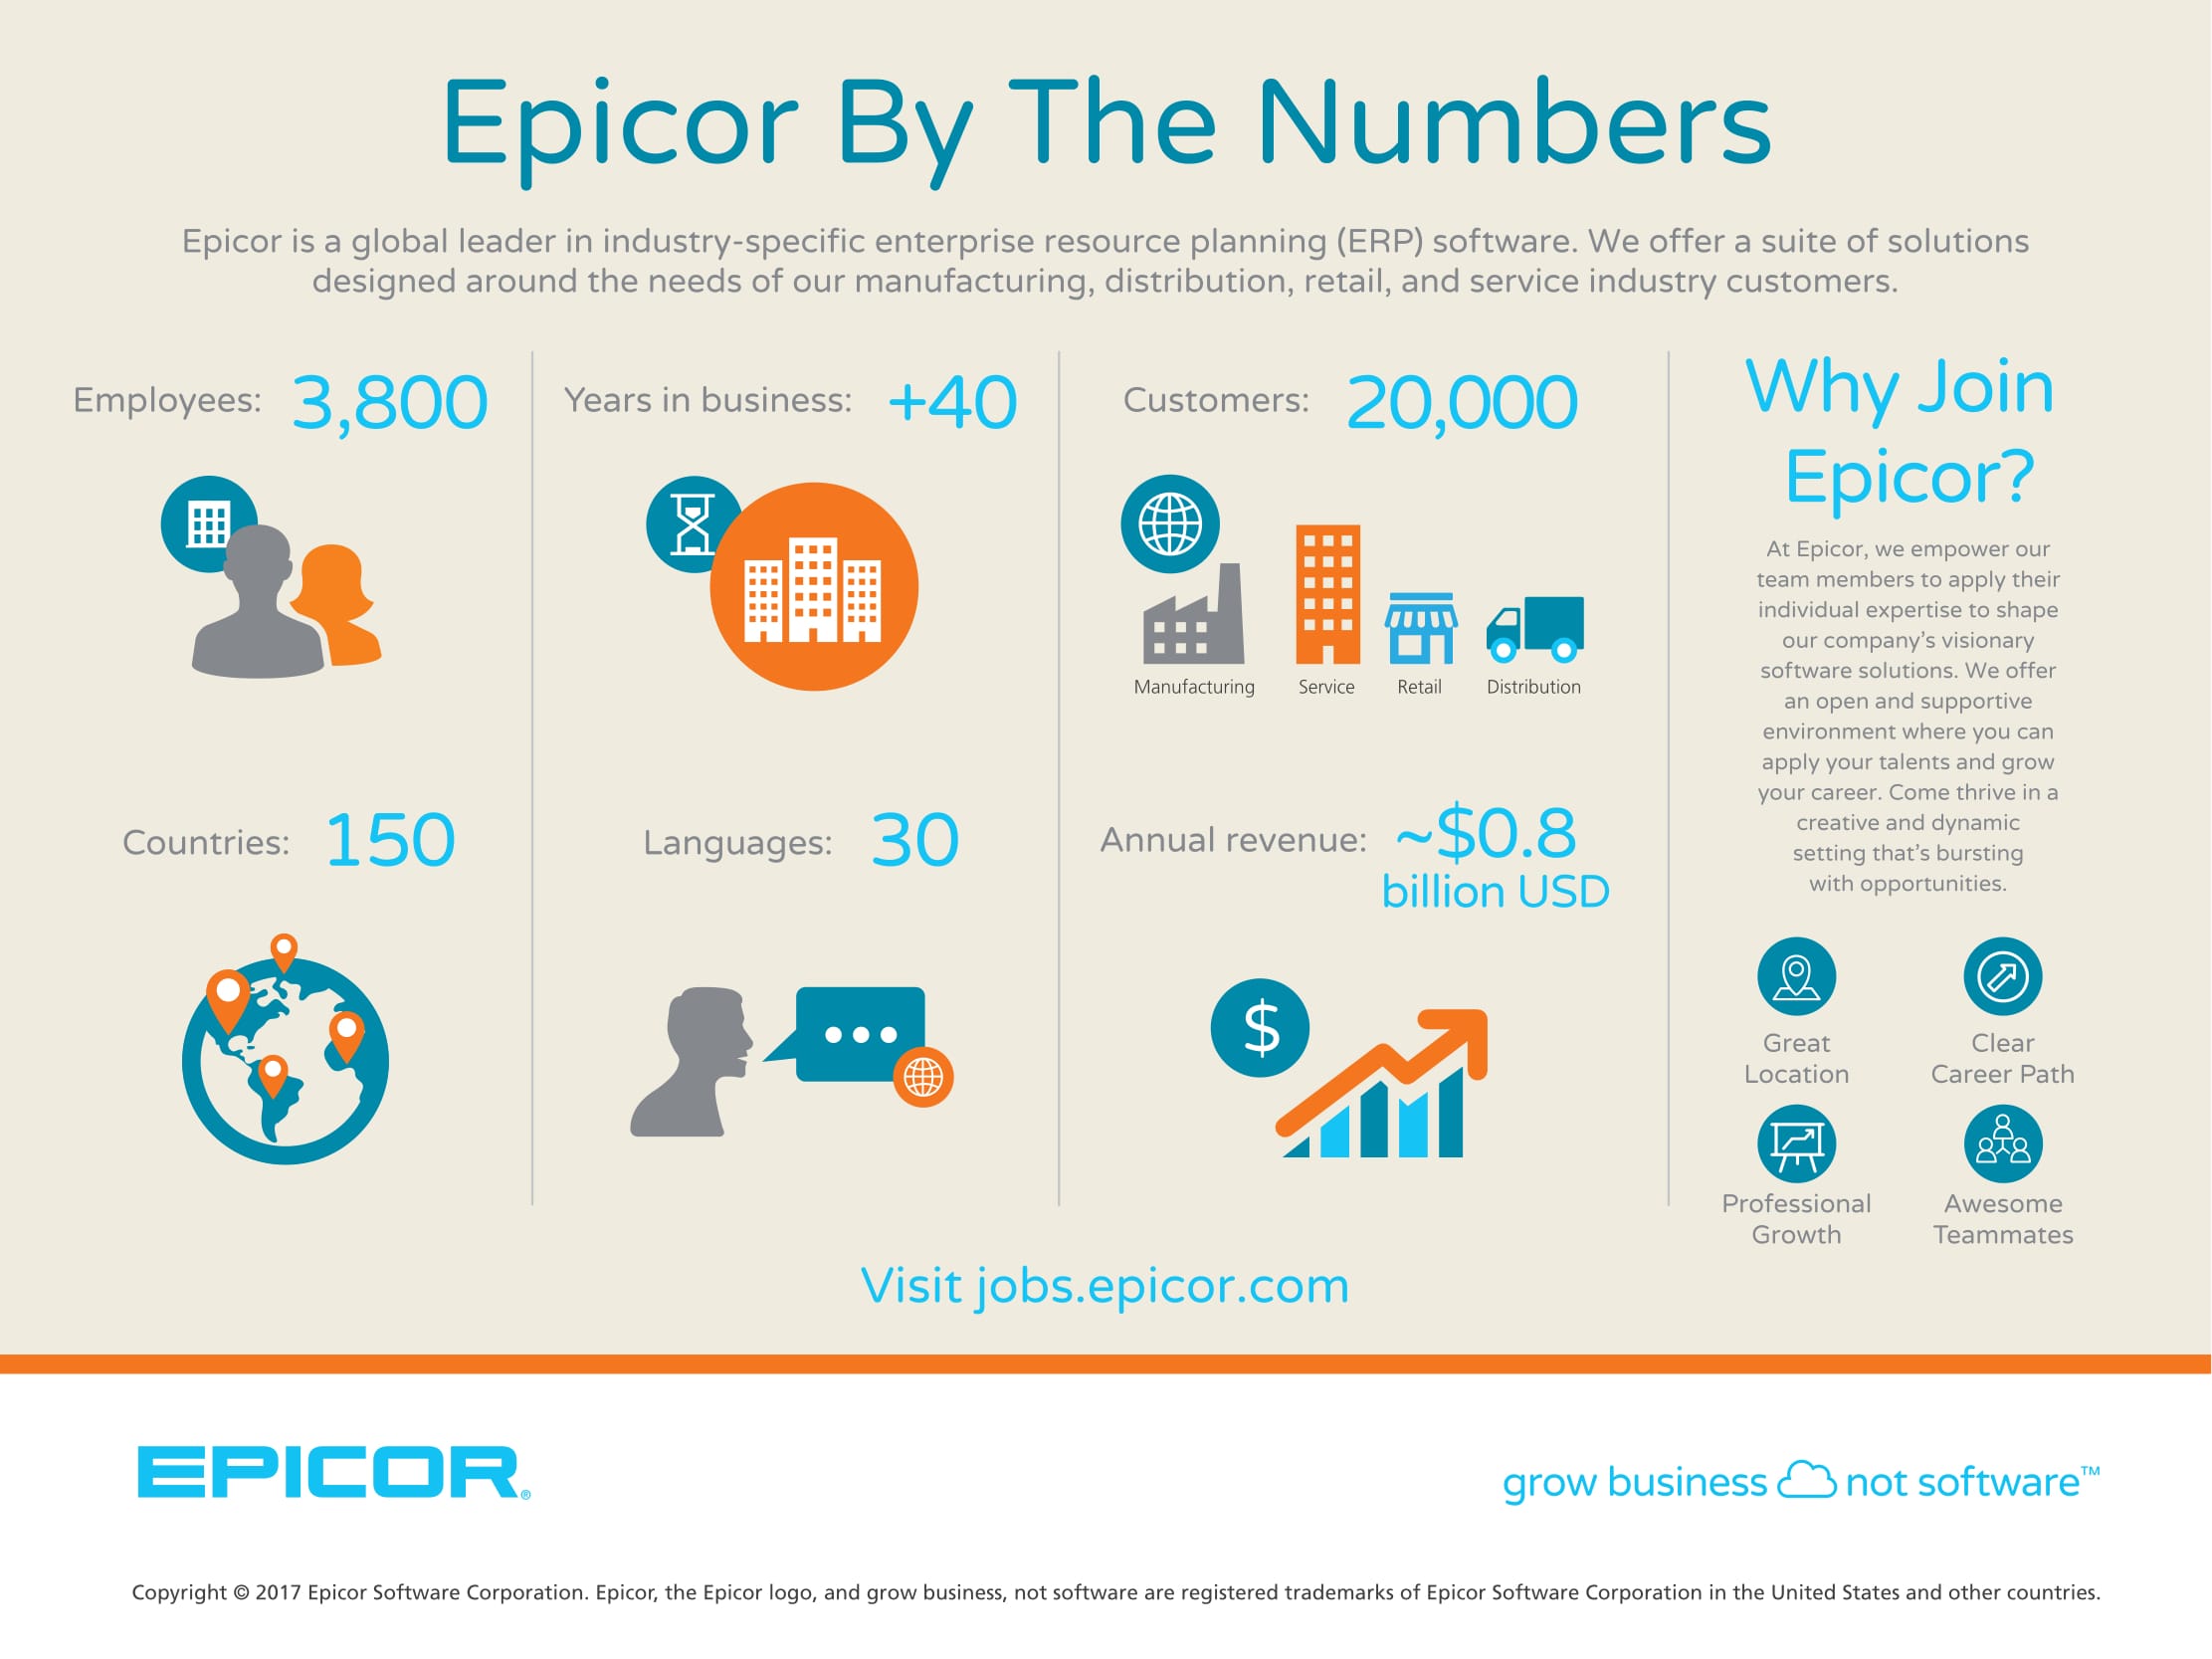 Epicor By The Numbers
Epicor is a global leader in industry-specific enterprise resource planning (ERP) software. We offer a suite of solutions
designed around the needs of our manufacturing, distribution, retail, and service industry customers.
Employees: 3,800
Years in business: +40
Customers: 20,000
Manufacturing
Service
Retail
Distribution
Countries: 150
Languages: 30
Annual revenue: ~$0.8
billion USD
$
Why Join
Epicor?
At Epicor, we empower our
team members to apply their
individual expertise to shape
our company’s visionary
software solutions. We offer
an open and supportive
environment where you can
apply your talents and grow
your career. Come thrive in a
creative and dynamic
setting that’s bursting
with opportunities.
Great
Location
Clear
Career Path
Professional
Growth
Awesome
Teammates
Visit jobs.epicor.com
EPICOR®
grow business not software™
Copyright © 2017 Epicor Software Corporation. Epicor, the Epicor logo, and grow business, not software are registered trademarks of Epicor Software Corporation in the United States and other countries.